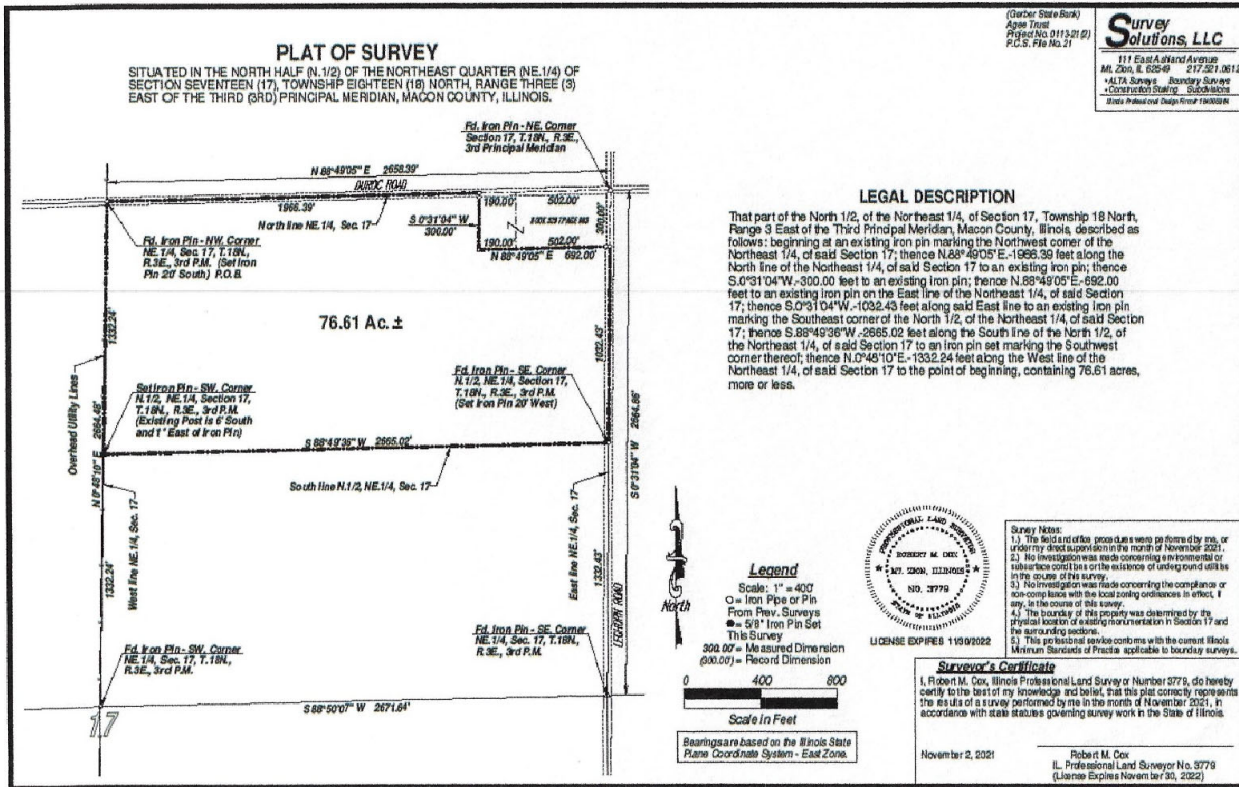 (Gerber State Bank)
Agee Trust
Project No. 0113-21(2)
P.C.S. File No. 21
Survey
Solutions, LLC
111 East Ashland Avenue
Mt. Zion, IL 62549 217.521.0612
•ALTA Surveys Boundary Surveys
•Construction Staking Subdivisions
Illinois Professional Design Firm#
PLAT OF SURVEY
SITUATED IN THE NORTH HALF (N.1/2) OF THE NORTHEAST QUARTER (NE.1/4) OF
SECTION SEVENTEEN (17), TOWNSHIP EIGHTEEN (18) NORTH, RANGE THREE (3)
EAST OF THE THIRD (3RD) PRINCIPAL MERIDIAN, MACON COUNTY, ILLINOIS.
Fd. Iron Pin - NE. Corner
Section 17, T.18N., R.3E.,
3rd Principal Meridian
N 88°49'05" E 2658.39'
DUROC ROAD
1966.39'
North line NE.1/4, Sec. 17
190.00' 502.00'
S 0°31'04" W
300.00'
300.00'
190.00' 502.00'
N 88°49'05" E 692.00'
Fd. Iron Pin - NW. Corner
NE.1/4, Sec. 17, T.18N.,
R.3E., 3rd P.M. (Set Iron
Pin 20' South) P.O.B.
76.61 Ac. ±
1332.24'
1032.43'
Overhead Utility Lines
N 0°48'10" E 2664.48'
Set Iron Pin - SW. Corner
N.1/2, NE.1/4, Section 17,
T.18N., R.3E., 3rd P.M.
(Existing Post is 6' South
and 1' East of Iron Pin)
Fd. Iron Pin - SE. Corner
N.1/2, NE.1/4, Section 17,
T.18N., R.3E., 3rd P.M.
(Set Iron Pin 20' West)
S 88°49'36" W 2665.02'
South line N.1/2, NE.1/4, Sec. 17
S 0°31'04" W 2664.86'
1332.24'
West line NE.1/4, Sec. 17
East line NE.1/4, Sec. 17
1332.43'
LEGHORN ROAD
Fd. Iron Pin - SW. Corner
NE.1/4, Sec. 17, T.18N.,
R.3E., 3rd P.M.
Fd. Iron Pin - SE. Corner
NE.1/4, Sec. 17, T.18N.,
R.3E., 3rd P.M.
S 88°50'07" W 2671.64'
17
LEGAL DESCRIPTION
That part of the North 1/2, of the Northeast 1/4, of Section 17, Township 18 North,
Range 3 East of the Third Principal Meridian, Macon County, Illinois, described as
follows: beginning at an existing iron pin marking the Northwest corner of the
Northeast 1/4, of said Section 17; thence N.88°49'05"E.-1966.39 feet along the
North line of the Northeast 1/4, of said Section 17 to an existing iron pin; thence
S.0°31'04"W.-300.00 feet to an existing iron pin; thence N.88°49'05"E.-692.00
feet to an existing iron pin on the East line of the Northeast 1/4, of said Section
17; thence S.0°31'04"W.-1032.43 feet along said East line to an existing iron pin
marking the Southeast corner of the North 1/2, of the Northeast 1/4, of said Section
17; thence S.88°49'36"W.-2665.02 feet along the South line of the North 1/2, of
the Northeast 1/4, of said Section 17 to an iron pin set marking the Southwest
corner thereof; thence N.0°48'10"E.-1332.24 feet along the West line of the
Northeast 1/4, of said Section 17 to the point of beginning, containing 76.61 acres,
more or less.
North
Legend
Scale: 1" = 400'
O= Iron Pipe or Pin
From Prev. Surveys
●= 5/8" Iron Pin Set
This Survey
300.00' = Measured Dimension
(300.00') = Record Dimension
0 400 800
Scale in Feet
Bearings are based on the Illinois State
Plane Coordinate System - East Zone.
PROFESSIONAL LAND SURVEYOR
ROBERT M. COX
MT. ZION, ILLINOIS
NO. 3779
STATE OF ILLINOIS
LICENSE EXPIRES 11/30/2022
Survey Notes:
1.) The field and office procedures were performed by me, or
under my direct supervision in the month of November 2021.
2.) No investigation was made concerning environmental or
subsurface conditions or the existence of underground utilities
in the course of this survey.
3.) No investigation was made concerning the compliance or
non-compliance with the local zoning ordinances in effect, if
any, in the course of this survey.
4.) The boundary of this property was determined by the
physical location of existing monumentation in Section 17 and
the surrounding sections.
5.) This professional service conforms with the current Illinois
Minimum Standards of Practice applicable to boundary surveys.
Surveyor's Certificate
I, Robert M. Cox, Illinois Professional Land Surveyor Number 3779, do hereby
certify to the best of my knowledge and belief, that this plat correctly represents
the results of a survey performed by me in the month of November 2021, in
accordance with state statutes governing survey work in the State of Illinois.
November 2, 2021
Robert M. Cox
IL. Professional Land Surveyor No. 3779
(License Expires November 30, 2022)